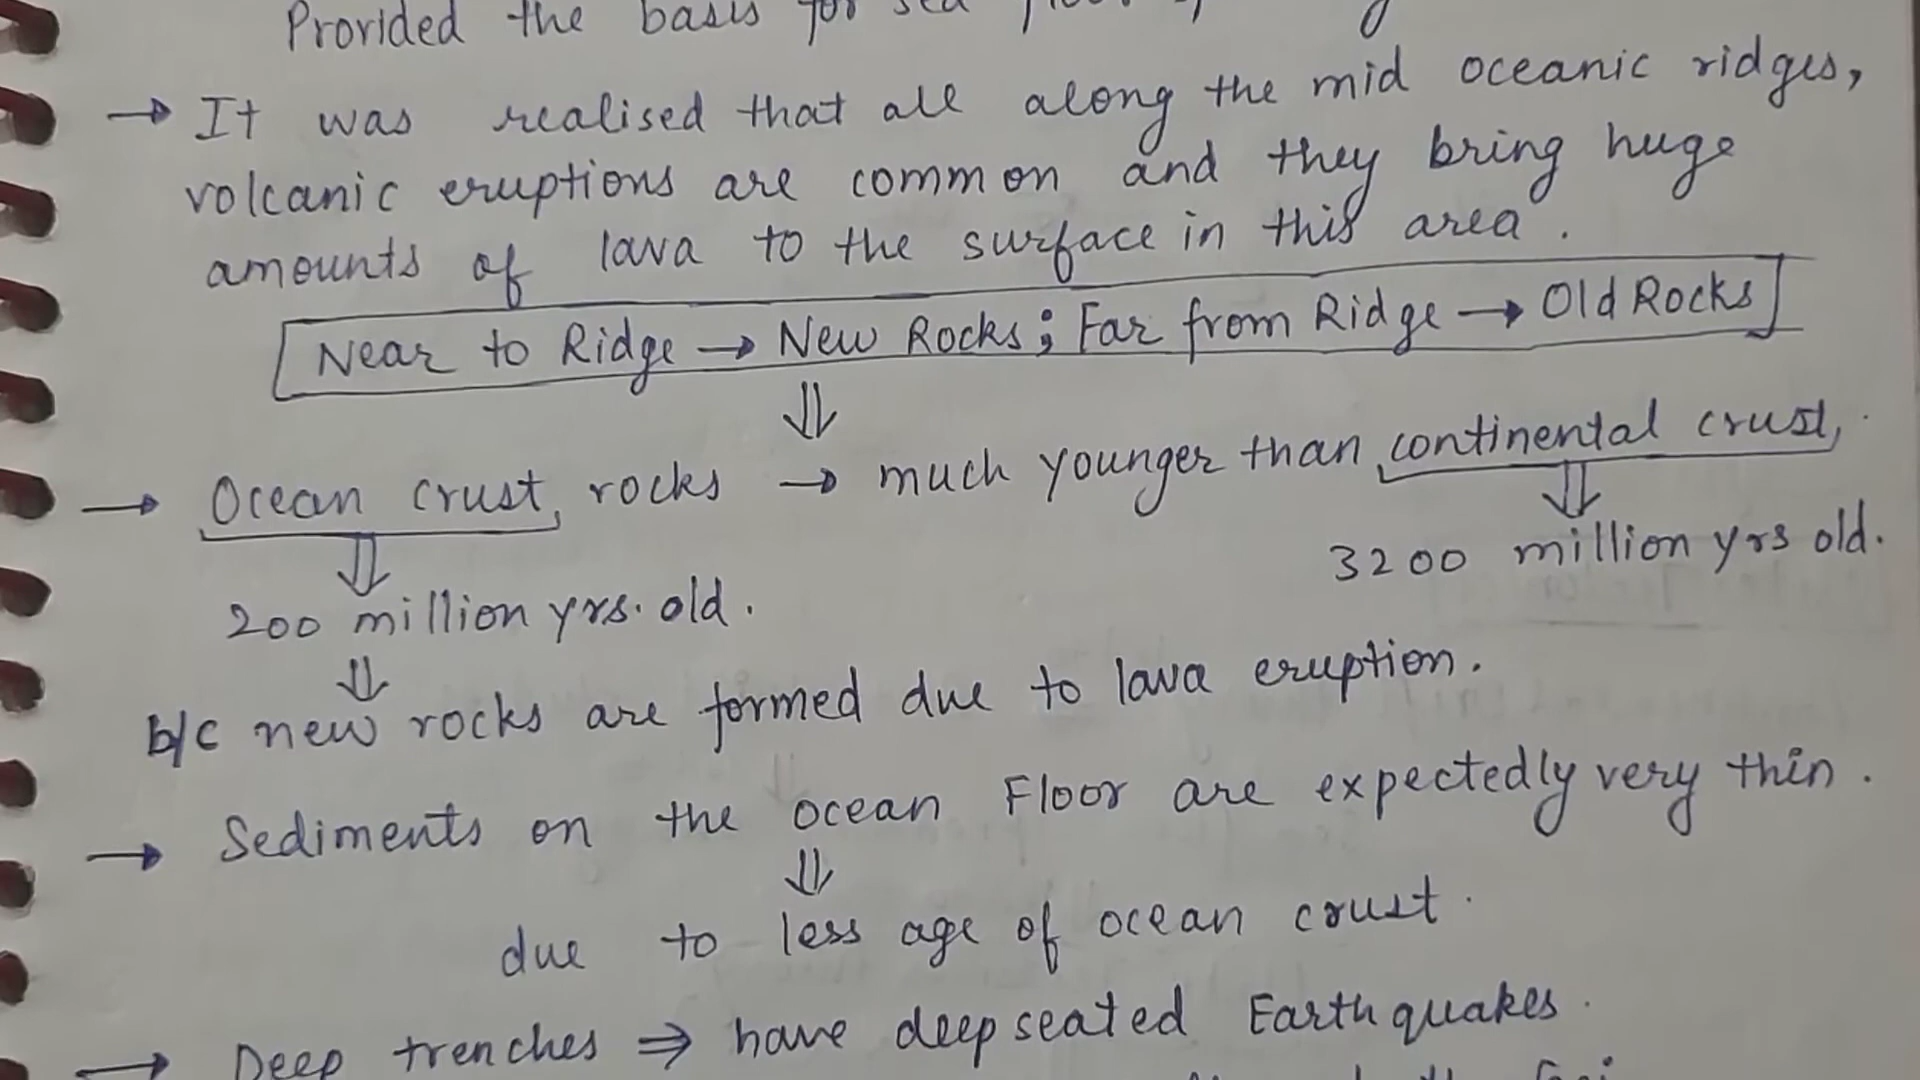 Provided the basis for sea
→ It was realised that all along the mid oceanic ridges,
volcanic eruptions are common and they bring huge
amounts of lava to the surface in this area.
Near to Ridge → New Rocks; Far from Ridge → Old Rocks
⇓
→ Ocean crust, rocks → much younger than continental crust,
⇓ ⇓
3200 million yrs old.
200 million yrs. old.
⇓
b/c new rocks are formed due to lava eruption.
→ Sediments on the ocean Floor are expectedly very thin.
⇓
due to less age of ocean crust.
→ Deep trenches ⇒ have deep seated Earthquakes.